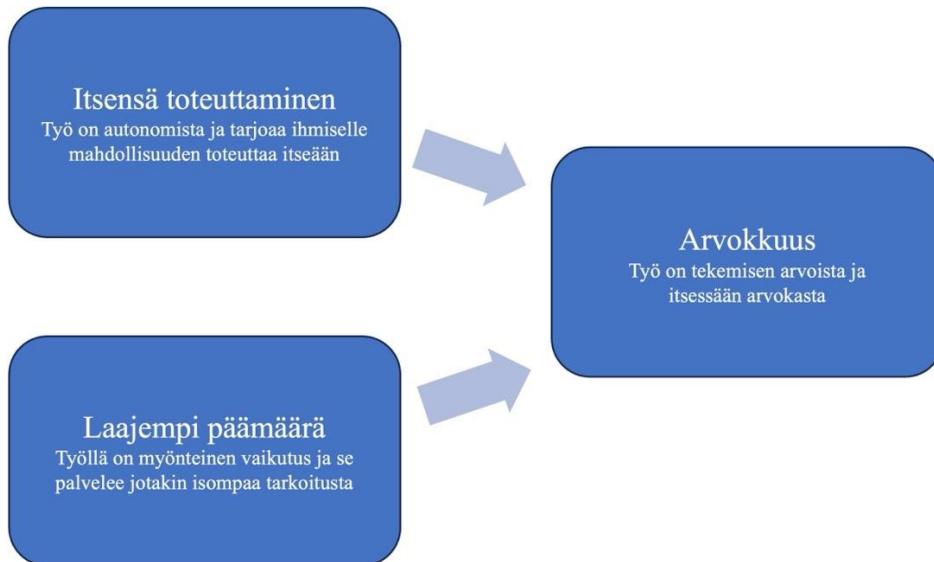 Itsensä toteuttaminen
Työ on autonomista ja tarjoaa ihmiselle
mahdollisuuden toteuttaa itseään
Arvokkuus
Työ on tekemisen arvoista ja
itsessään arvokasta
Laajempi päämäärä
Työllä on myönteinen vaikutus ja se
palvelee jotakin isompaa tarkoitusta